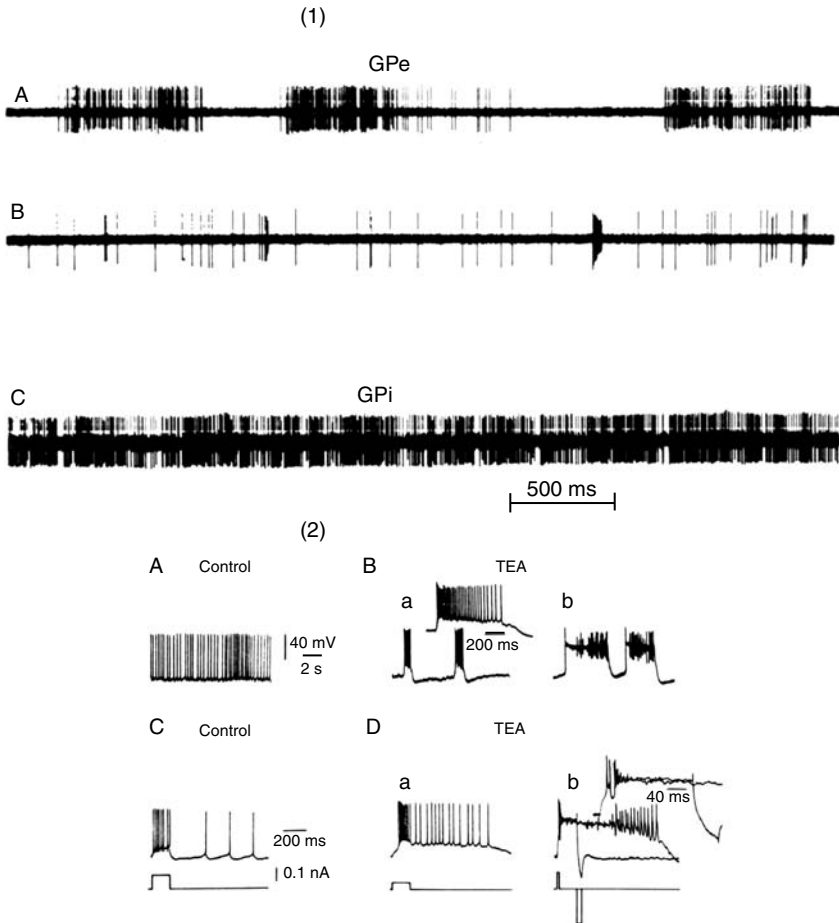 (1)
GPe
A
B
C
GPi
500 ms
(2)
A Control
B TEA
a
b
40 mV
2 s
200 ms
C Control
D TEA
a
b
40 ms
200 ms
0.1 nA